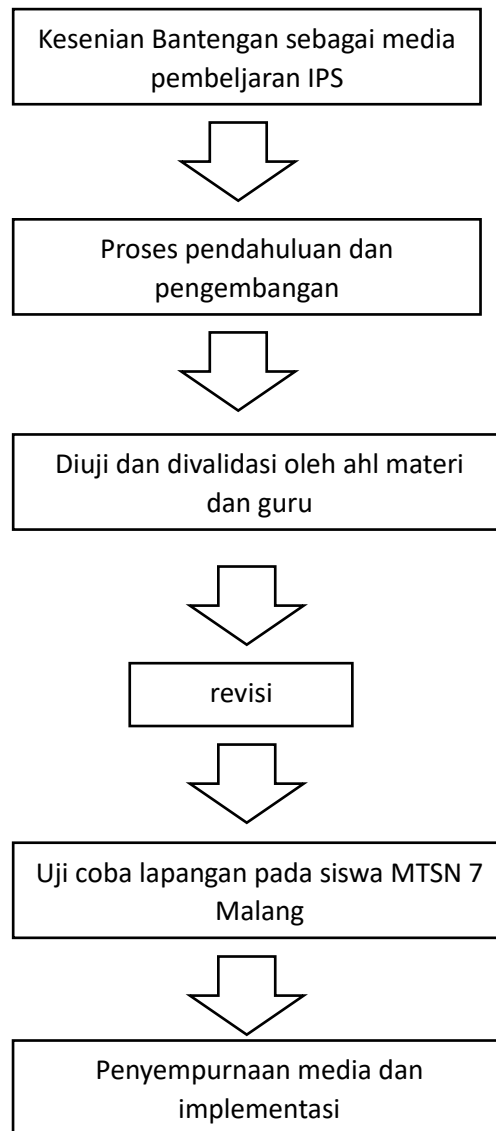 Kesenian Bantengan sebagai media
pembeljaran IPS
Proses pendahuluan dan
pengembangan
Diuji dan divalidasi oleh ahl materi
dan guru
revisi
Uji coba lapangan pada siswa MTSN 7
Malang
Penyempurnaan media dan
implementasi